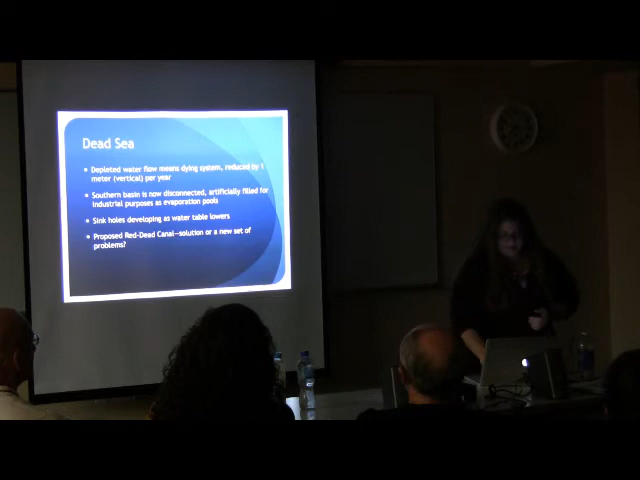 Dead Sea
• Depleted water flow means dying system, reduced by 1
meter (vertical) per year
• Southern basin is now disconnected, artificially filled for
industrial purposes as evaporation pools
• Sink holes developing as water table lowers
• Proposed Red-Dead Canal—solution or a new set of
problems?